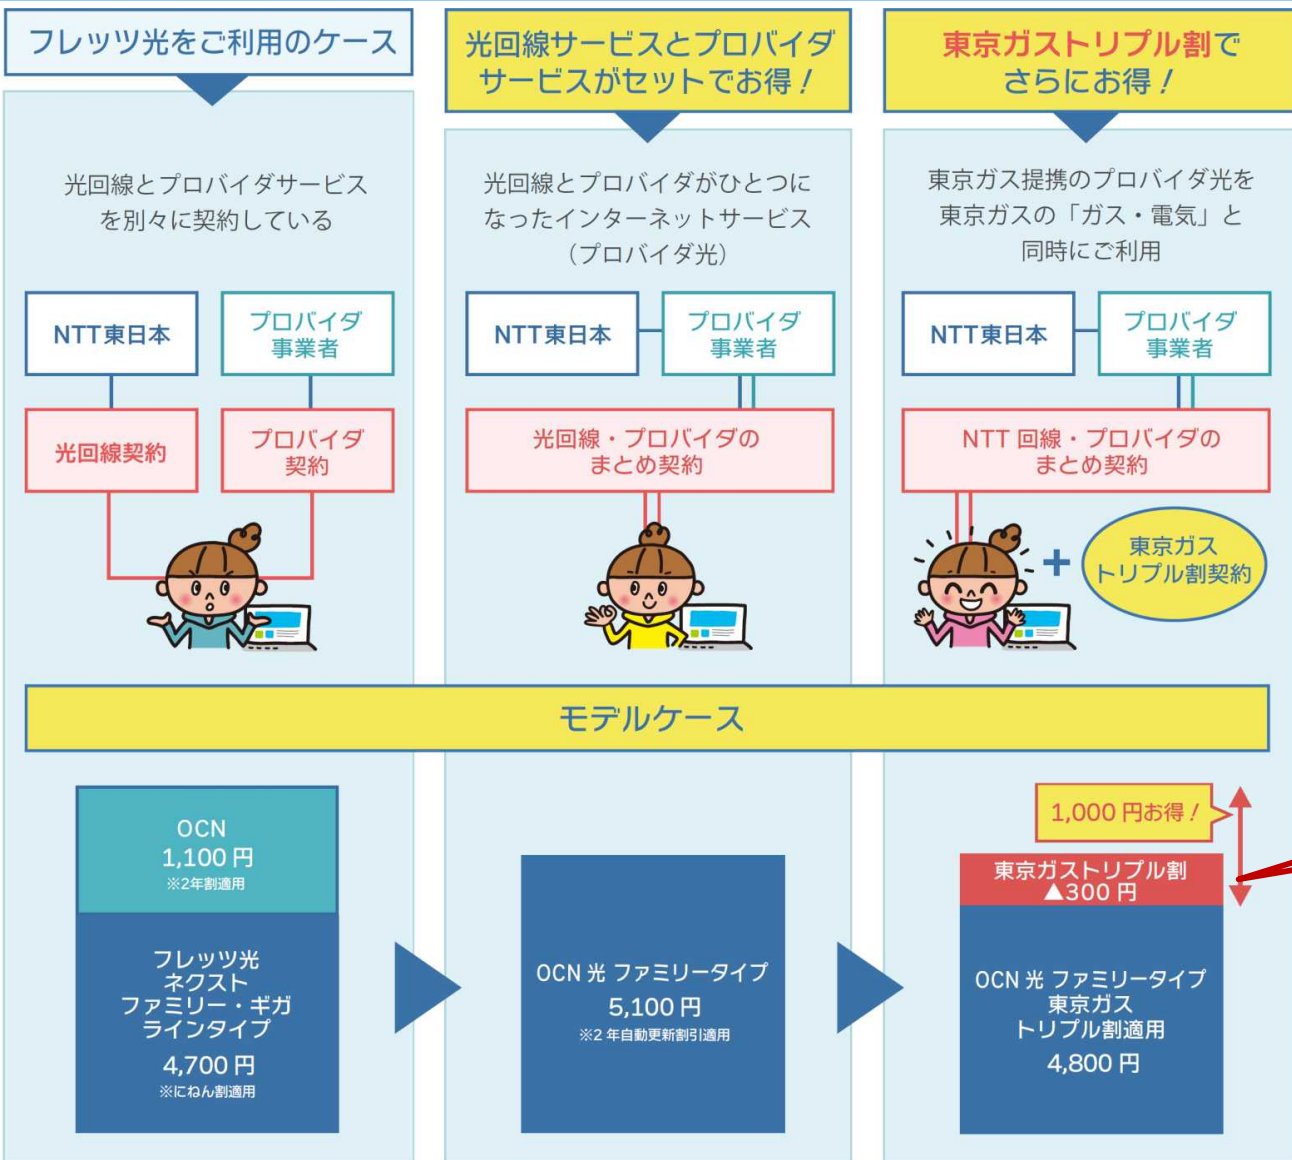 フレッツ光をご利用のケース
光回線とプロバイダサービス
を別々に契約している
NTT東日本
プロバイダ
事業者
光回線契約
プロバイダ
契約
光回線サービスとプロバイダ
サービスがセットでお得！
光回線とプロバイダがひとつに
なったインターネットサービス
（プロバイダ光）
NTT東日本
プロバイダ
事業者
光回線・プロバイダの
まとめ契約
東京ガストリプル割で
さらにお得！
東京ガス提携のプロバイダ光を
東京ガスの「ガス・電気」と
同時にご利用
NTT東日本
プロバイダ
事業者
NTT 回線・プロバイダの
まとめ契約
+
東京ガス
トリプル割契約
モデルケース
OCN
1,100 円
※2年割適用
フレッツ光
ネクスト
ファミリー・ギガ
ラインタイプ
4,700 円
※にねん割適用
OCN 光 ファミリータイプ
5,100 円
※2 年自動更新割引適用
1,000 円お得！
東京ガストリプル割
▲300 円
OCN 光 ファミリータイプ
東京ガス
トリプル割適用
4,800 円